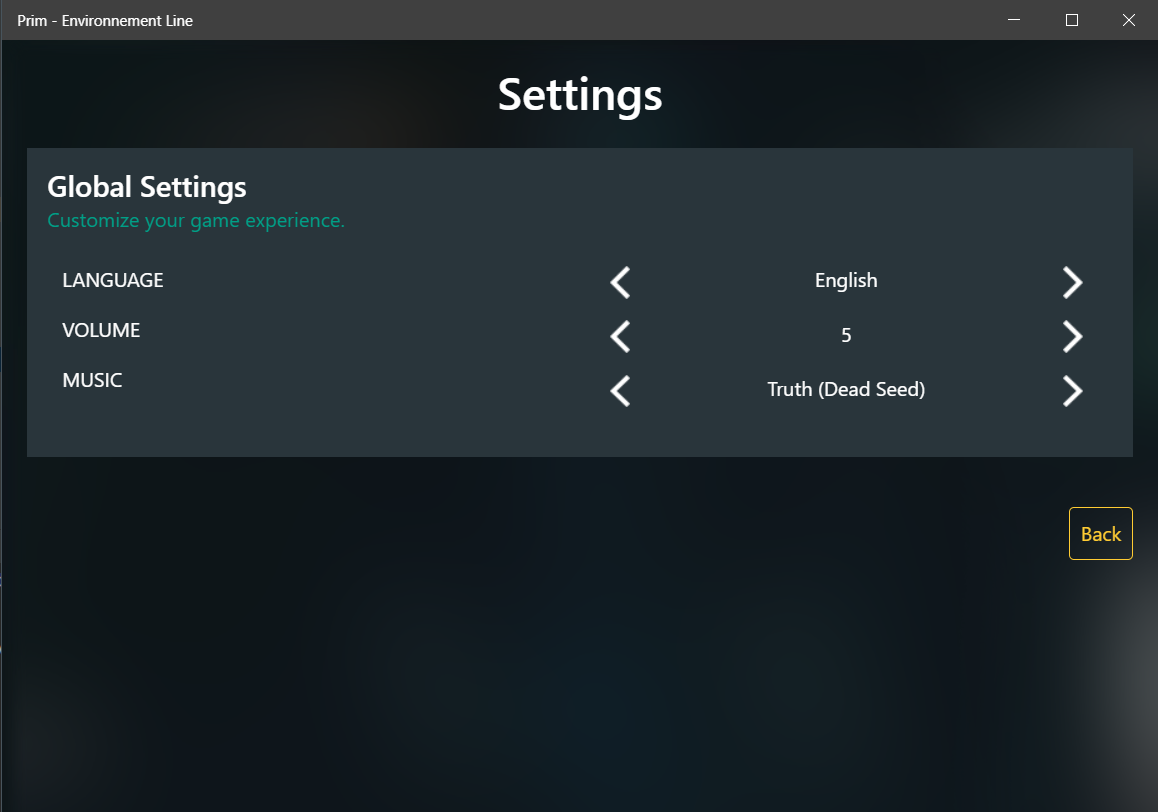 Prim - Environnement Line
Settings
Global Settings
Customize your game experience.
LANGUAGE
English
VOLUME
5
MUSIC
Truth (Dead Seed)
Back